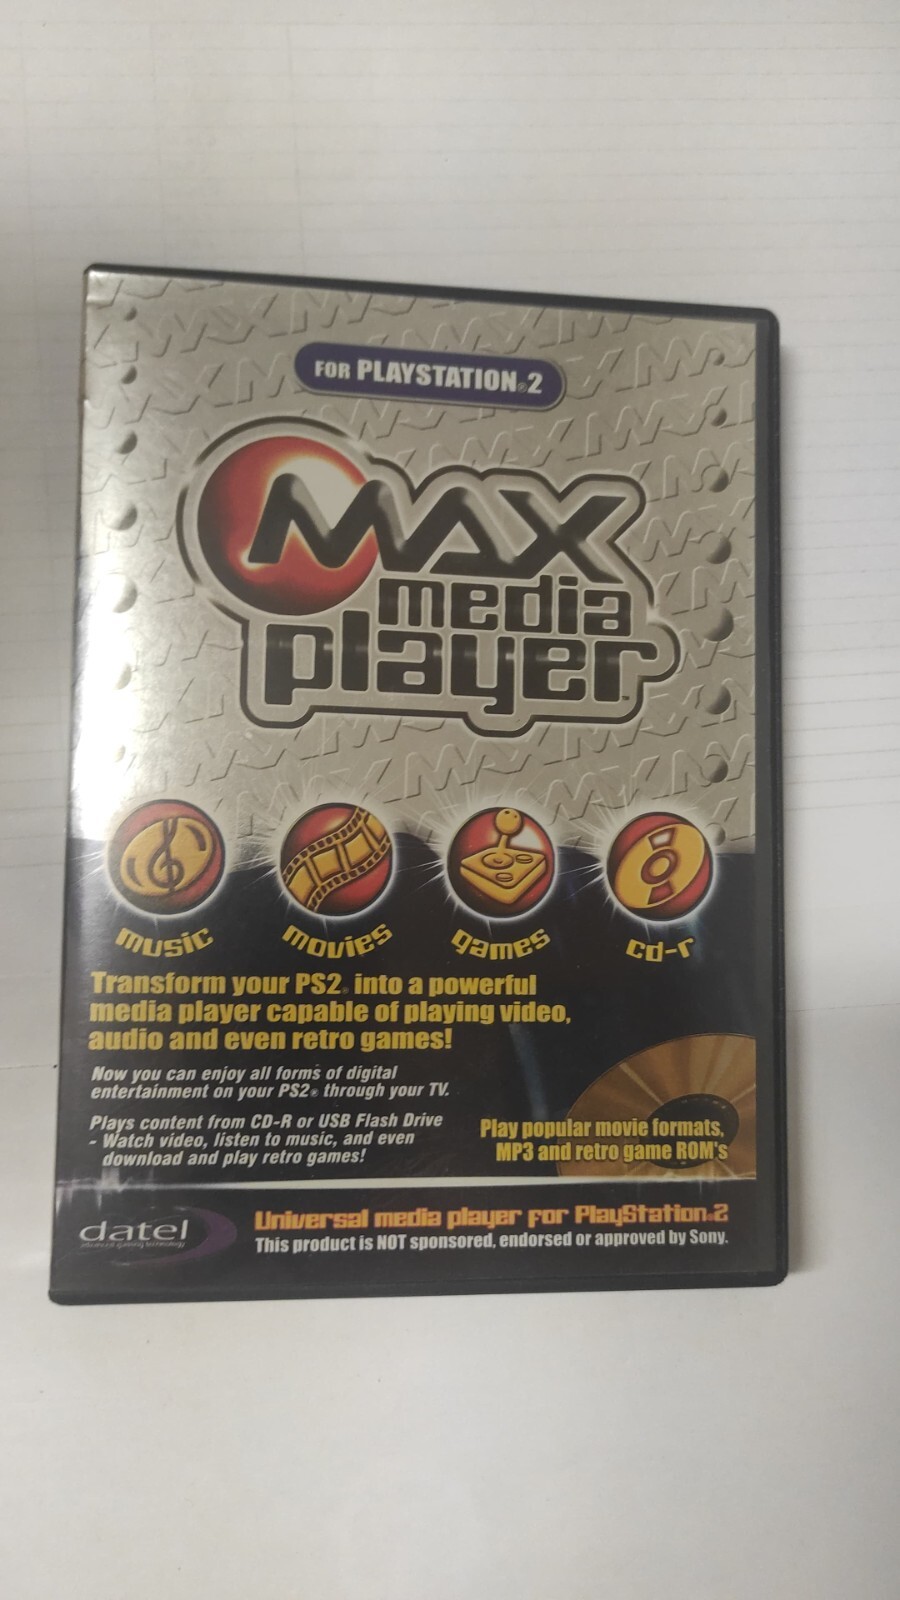 FOR PLAYSTATION®2
MAX
media
player™
music
movies
games
cd-r
Transform your PS2® into a powerful
media player capable of playing video,
audio and even retro games!
Now you can enjoy all forms of digital
entertainment on your PS2® through your TV.
Plays content from CD-R or USB Flash Drive
- Watch video, listen to music, and even
download and play retro games!
Play popular movie formats,
MP3 and retro game ROM's
datel
advanced gaming technology
Universal media player for PlayStation®2
This product is NOT sponsored, endorsed or approved by Sony.